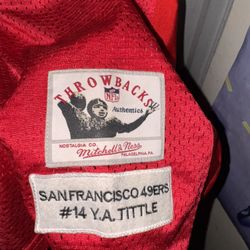 THROWBACKS
NFL
Authentics
NOSTALGIA CO.
Mitchell & Ness
PHILADELPHIA, PA.
SAN FRANCISCO 49ERS
#14 Y.A. TITTLE